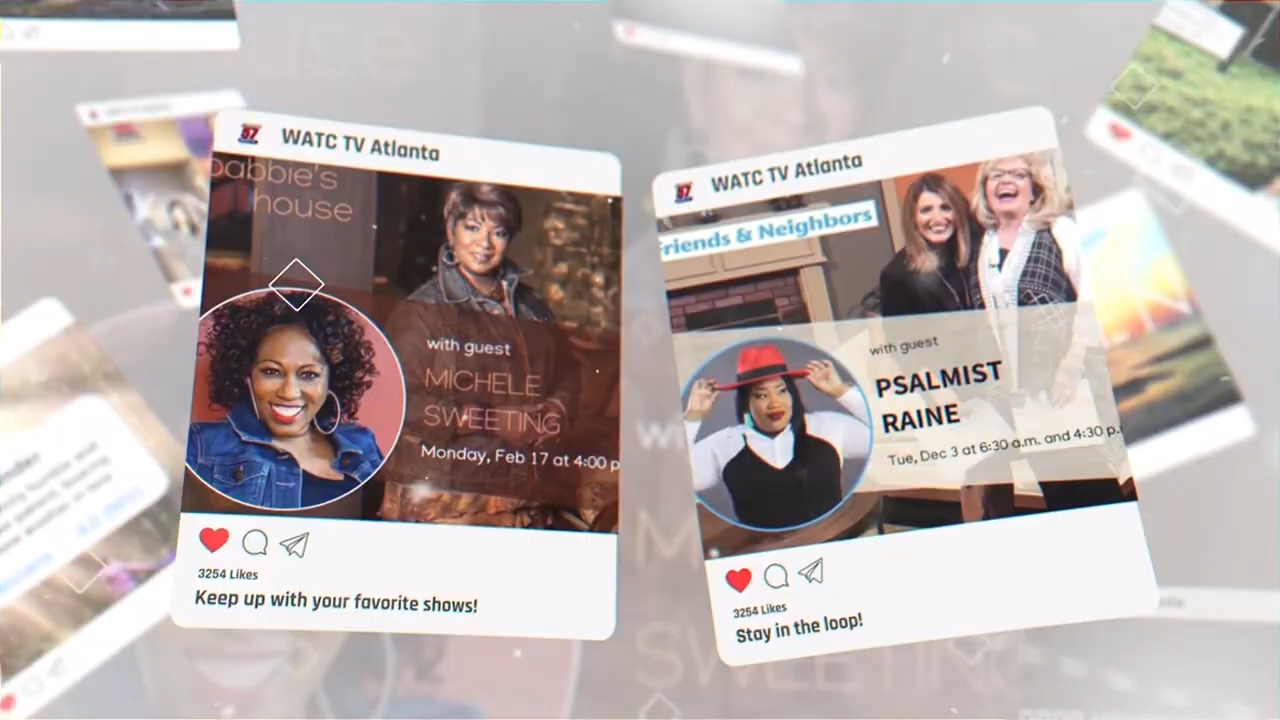 57
WATC TV Atlanta
pabbie's
house
with guest
MICHELE
SWEETING
Monday, Feb 17 at 4:00 p
3254 Likes
Keep up with your favorite shows!
57
WATC TV Atlanta
Friends & Neighbors
with guest
PSALMIST
RAINE
Tue, Dec 3 at 6:30 a.m. and 4:30 p.
3254 Likes
Stay in the loop!
SWEETING